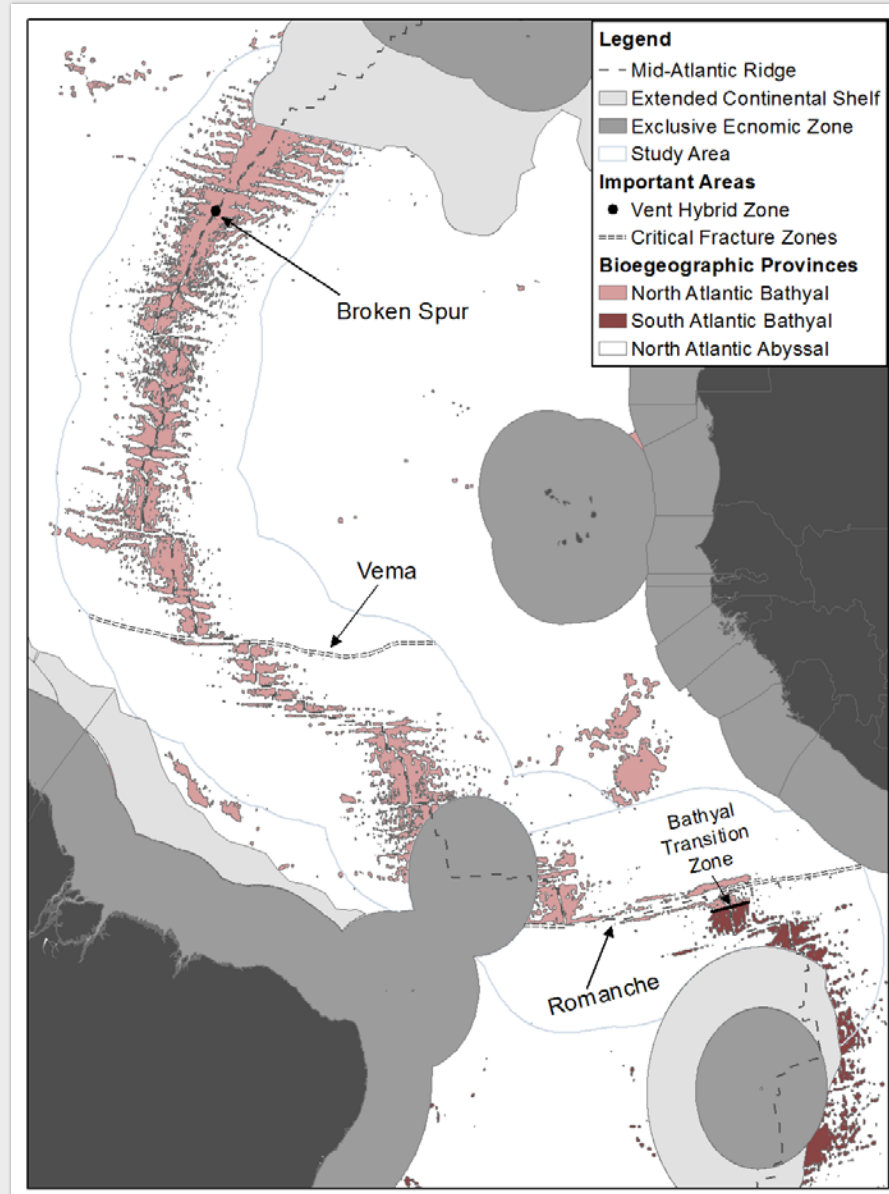 Legend
Mid-Atlantic Ridge
Extended Continental Shelf
Exclusive Ecnomic Zone
Study Area
Important Areas
Vent Hybrid Zone
Critical Fracture Zones
Bioegeographic Provinces
North Atlantic Bathyal
South Atlantic Bathyal
North Atlantic Abyssal
Broken Spur
Vema
Bathyal
Transition
Zone
Romanche